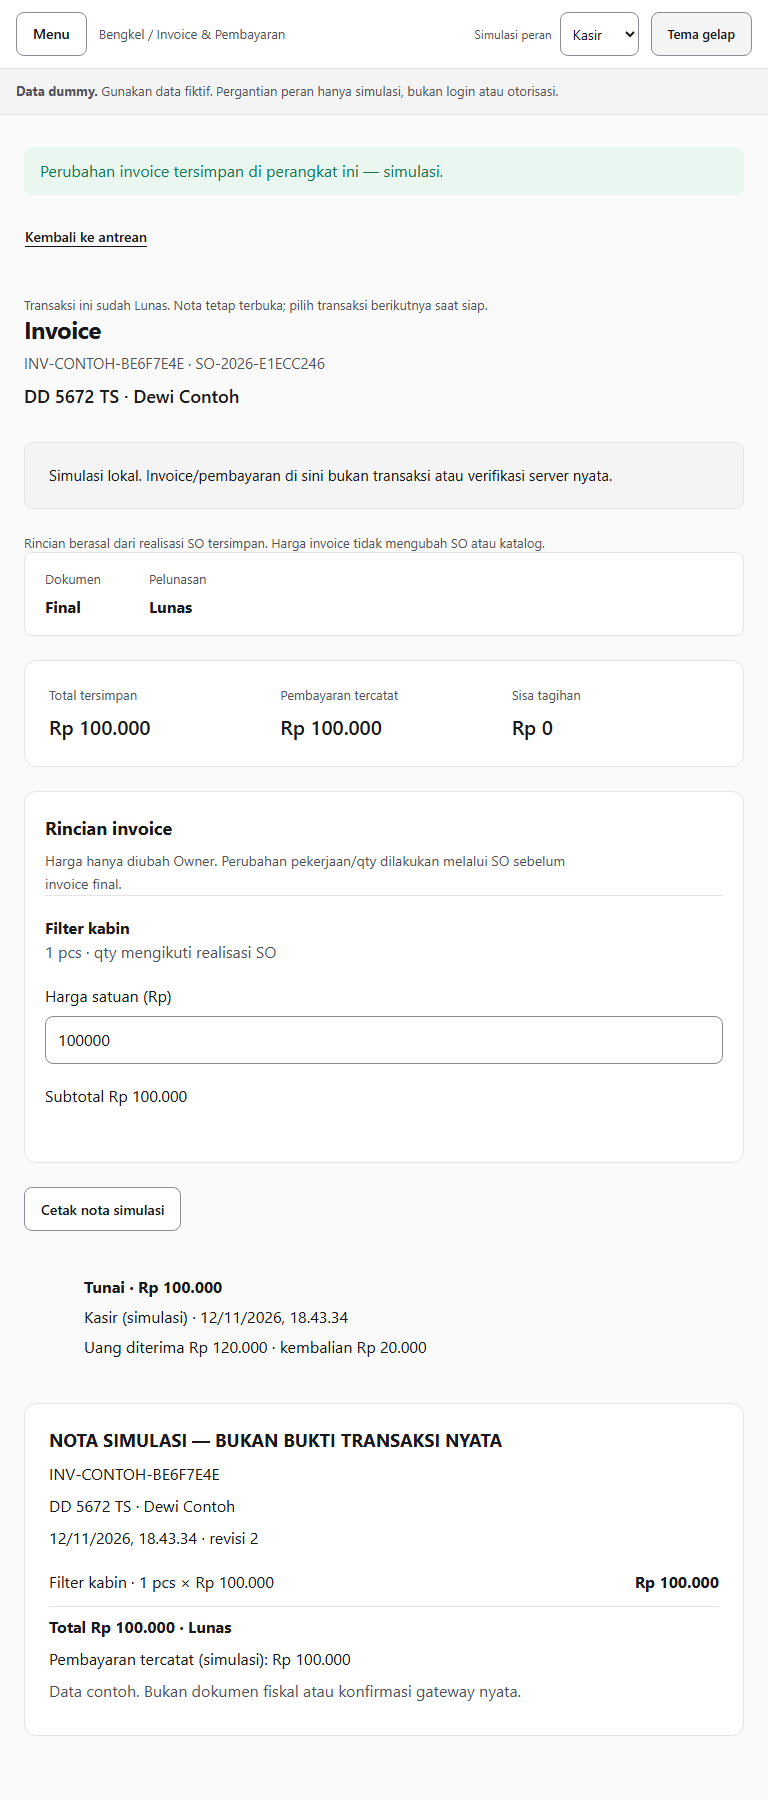 Menu
Bengkel / Invoice & Pembayaran
Simulasi peran
Kasir
Tema gelap
Data dummy. Gunakan data fiktif. Pergantian peran hanya simulasi, bukan login atau otorisasi.
Perubahan invoice tersimpan di perangkat ini — simulasi.
Kembali ke antrean
Transaksi ini sudah Lunas. Nota tetap terbuka; pilih transaksi berikutnya saat siap.
Invoice
INV-CONTOH-BE6F7E4E · SO-2026-E1ECC246
DD 5672 TS · Dewi Contoh
Simulasi lokal. Invoice/pembayaran di sini bukan transaksi atau verifikasi server nyata.
Rincian berasal dari realisasi SO tersimpan. Harga invoice tidak mengubah SO atau katalog.
Dokumen
Final
Pelunasan
Lunas
Total tersimpan
Rp 100.000
Pembayaran tercatat
Rp 100.000
Sisa tagihan
Rp 0
Rincian invoice
Harga hanya diubah Owner. Perubahan pekerjaan/qty dilakukan melalui SO sebelum
invoice final.
Filter kabin
1 pcs · qty mengikuti realisasi SO
Harga satuan (Rp)
100000
Subtotal Rp 100.000
Cetak nota simulasi
Tunai · Rp 100.000
Kasir (simulasi) · 12/11/2026, 18.43.34
Uang diterima Rp 120.000 · kembalian Rp 20.000
NOTA SIMULASI — BUKAN BUKTI TRANSAKSI NYATA
INV-CONTOH-BE6F7E4E
DD 5672 TS · Dewi Contoh
12/11/2026, 18.43.34 · revisi 2
Filter kabin · 1 pcs × Rp 100.000 Rp 100.000
Total Rp 100.000 · Lunas
Pembayaran tercatat (simulasi): Rp 100.000
Data contoh. Bukan dokumen fiskal atau konfirmasi gateway nyata.